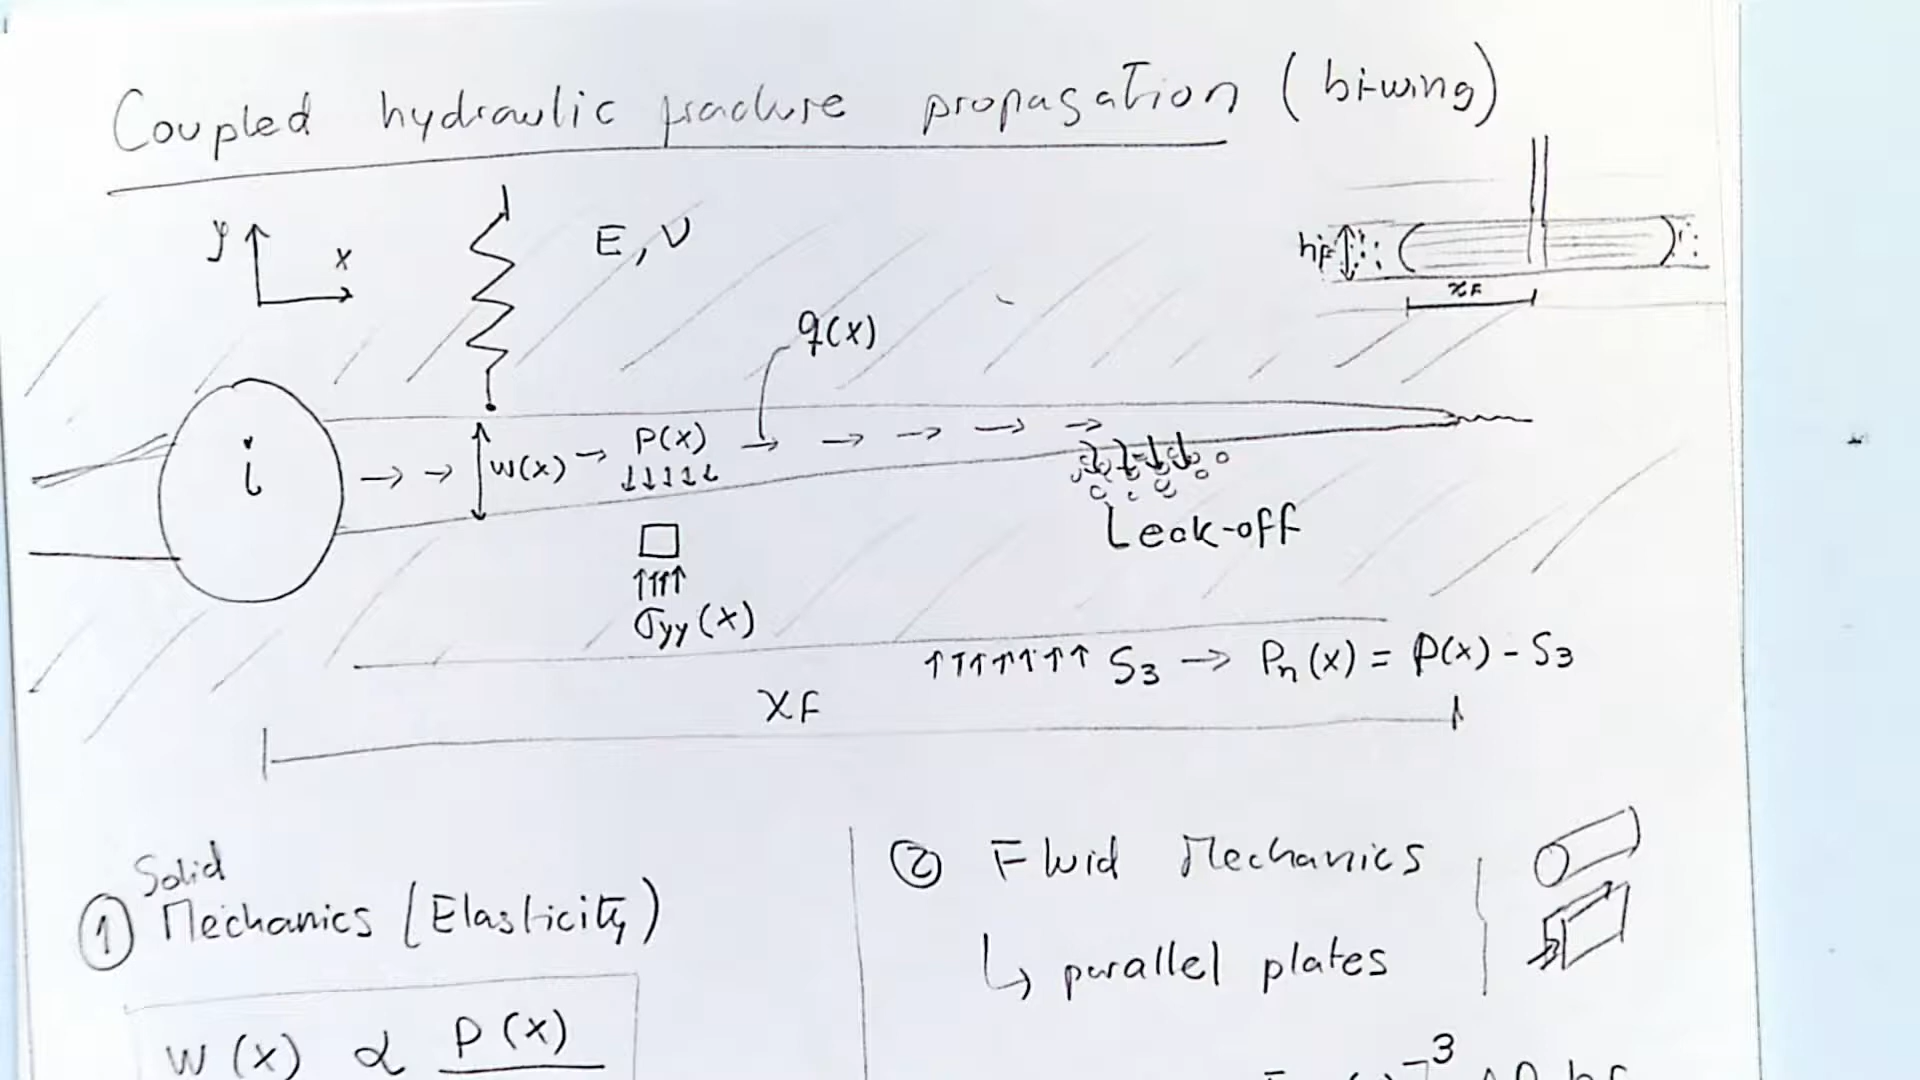 Coupled hydraulic fracture propagation (bi-wing)
y
x
E, ν
hF
xF
q(x)
i
w(x)
P(x)
Leak-off
σyy(x)
S3 → Pn(x) = P(x) - S3
xF
① Solid Mechanics (Elasticity)
W(x) ∝ P(x)
② Fluid Mechanics
↳ parallel plates